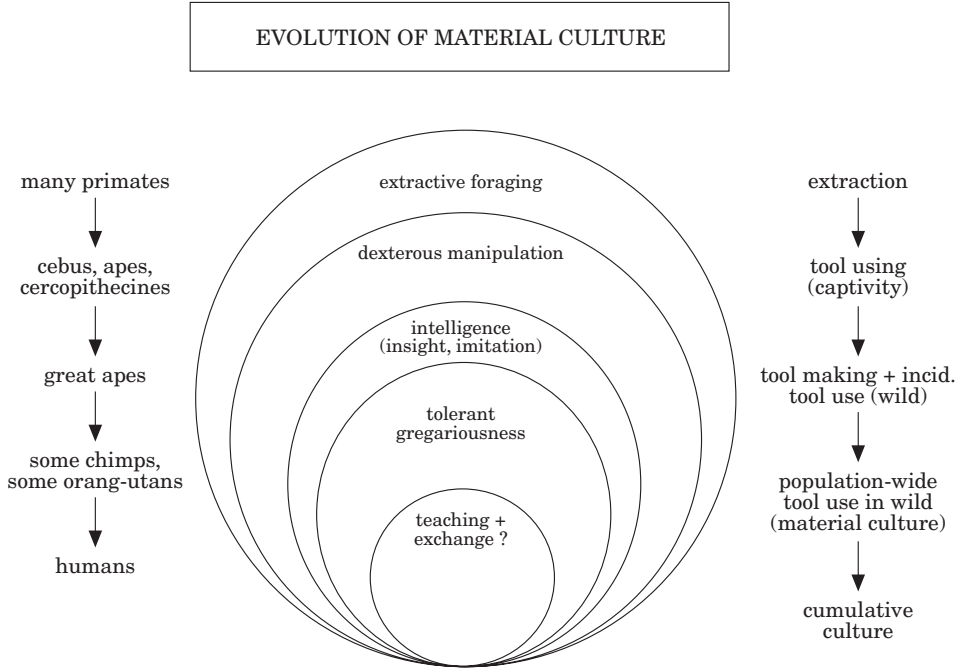 EVOLUTION OF MATERIAL CULTURE
many primates
cebus, apes,
cercopithecines
great apes
some chimps,
some orang-utans
humans
extractive foraging
dexterous manipulation
intelligence
(insight, imitation)
tolerant
gregariousness
teaching +
exchange ?
extraction
tool using
(captivity)
tool making + incid.
tool use (wild)
population-wide
tool use in wild
(material culture)
cumulative
culture